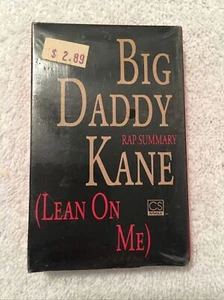 $2.89
BIG
DADDY
RAP SUMMARY
KANE
(LEAN ON
CS
ME)